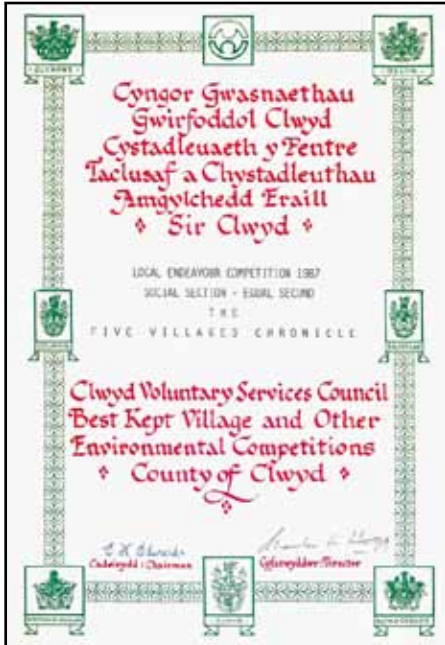 GLYNDWR
DELYN
Cyngor Gwasnaethau
Gwirfoddol Clwyd
Cystadleuaeth y Pentre
Taclusaf a Chystadleuthau
Amgylchedd Eraill
Sir Clwyd
LOCAL ENDEAVOUR COMPETITION 1987
SOCIAL SECTION - EQUAL SECOND
THE
FIVE VILLAGES CHRONICLE
Clwyd Voluntary Services Council
Best Kept Village and Other
Environmental Competitions
County of Clwyd
Cadeirydd : Chairman
Cyfarwyddwr : Director